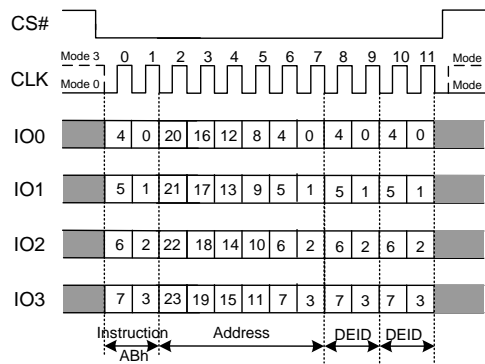 CS#
Mode 3 0 1 2 3 4 5 6 7 8 9 10 11 Mode
CLK
Mode 0 Mode
IO0 4 0 20 16 12 8 4 0 4 0 4 0
IO1 5 1 21 17 13 9 5 1 5 1 5 1
IO2 6 2 22 18 14 10 6 2 6 2 6 2
IO3 7 3 23 19 15 11 7 3 7 3 7 3
Instruction Address DEID DEID
ABh